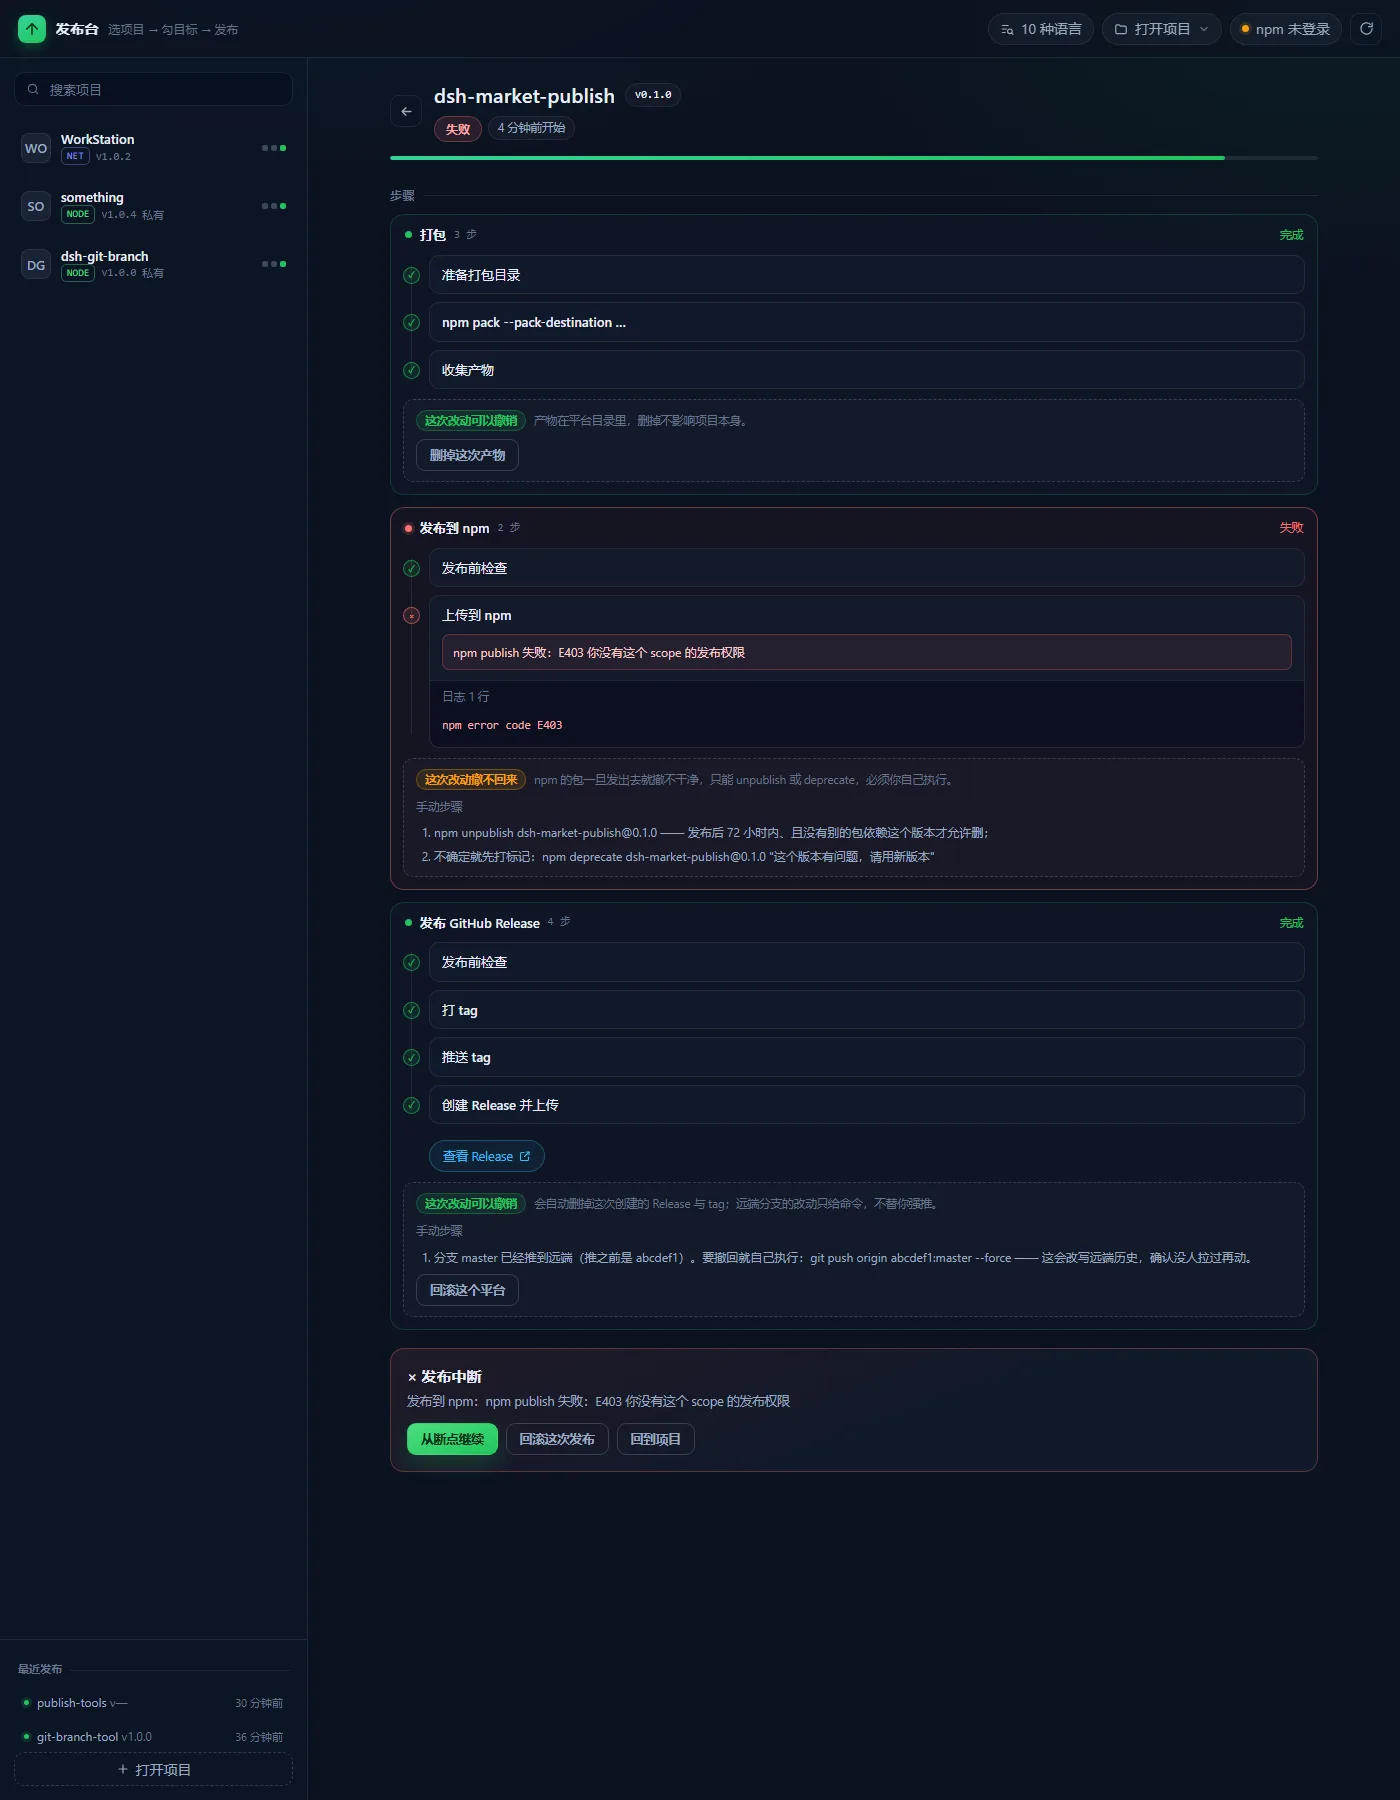 发布台 选项目 → 勾目标 → 发布
10 种语言
打开项目
npm 未登录
搜索项目
WO
WorkStation
NET v1.0.2
SO
something
NODE v1.0.4 私有
DG
dsh-git-branch
NODE v1.0.0 私有
dsh-market-publish v0.1.0
失败 4 分钟前开始
步骤
打包 3 步 完成
准备打包目录
npm pack --pack-destination ...
收集产物
这次改动可以撤销 产物在平台目录里，删掉不影响项目本身。
删掉这次产物
发布到 npm 2 步 失败
发布前检查
上传到 npm
npm publish 失败：E403 你没有这个 scope 的发布权限
日志 1 行
npm error code E403
这次改动撤不回来 npm 的包一旦发出去就撤不干净，只能 unpublish 或 deprecate，必须你自己执行。
手动步骤
1. npm unpublish dsh-market-publish@0.1.0 —— 发布后 72 小时内、且没有别的包依赖这个版本才允许删；
2. 不确定就先打标记：npm deprecate dsh-market-publish@0.1.0 "这个版本有问题，请用新版本"
发布 GitHub Release 4 步 完成
发布前检查
打 tag
推送 tag
创建 Release 并上传
查看 Release
这次改动可以撤销 会自动删掉这次创建的 Release 与 tag；远端分支的改动只给命令，不替你强推。
手动步骤
1. 分支 master 已经推到远端（推之前是 abcdef1）。要撤回就自己执行：git push origin abcdef1:master --force —— 这会改写远端历史，确认没人拉过再动。
回滚这个平台
× 发布中断
发布到 npm：npm publish 失败：E403 你没有这个 scope 的发布权限
从断点继续 回滚这次发布 回到项目
最近发布
publish-tools v— 30 分钟前
git-branch-tool v1.0.0 36 分钟前
+ 打开项目